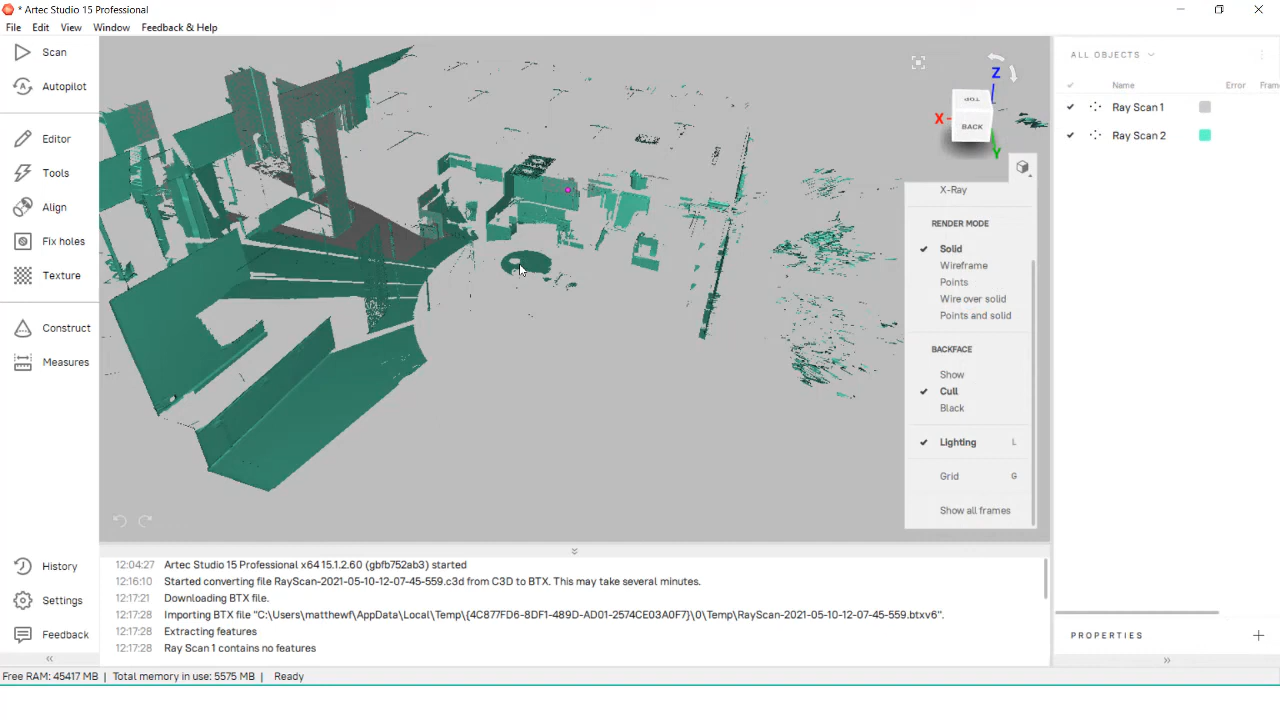 * Artec Studio 15 Professional
File Edit View Window Feedback & Help
Scan
Autopilot
Editor
Tools
Align
Fix holes
Texture
Construct
Measures
History
Settings
Feedback
«
Z
X
Y
TOP
BACK
X-Ray
RENDER MODE
Solid
Wireframe
Points
Wire over solid
Points and solid
BACKFACE
Show
Cull
Black
Lighting L
Grid G
Show all frames
ALL OBJECTS
Name Error Fram
Ray Scan 1
Ray Scan 2
PROPERTIES
»
12:04:27 Artec Studio 15 Professional x64 15.1.2.60 (gbfb752ab3) started
12:16:10 Started converting file RayScan-2021-05-10-12-07-45-559.c3d from C3D to BTX. This may take several minutes.
12:17:21 Downloading BTX file.
12:17:28 Importing BTX file "C:\Users\matthewf\AppData\Local\Temp\{4C877FD6-8DF1-489D-AD01-2574CE03A0F7}\0\Temp\RayScan-2021-05-10-12-07-45-559.btxv6".
12:17:28 Extracting features
12:17:28 Ray Scan 1 contains no features
Free RAM: 45417 MB | Total memory in use: 5575 MB | Ready